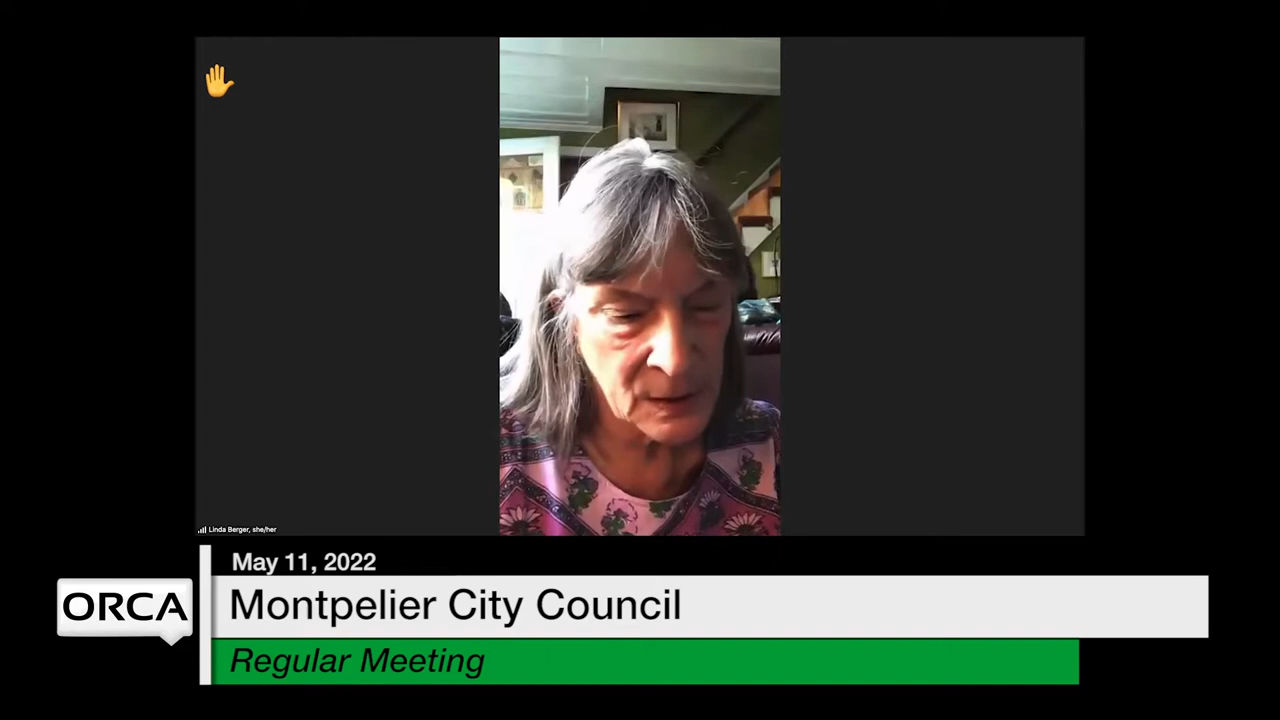 Linda Berger, she/her
May 11, 2022
ORCA
Montpelier City Council
Regular Meeting